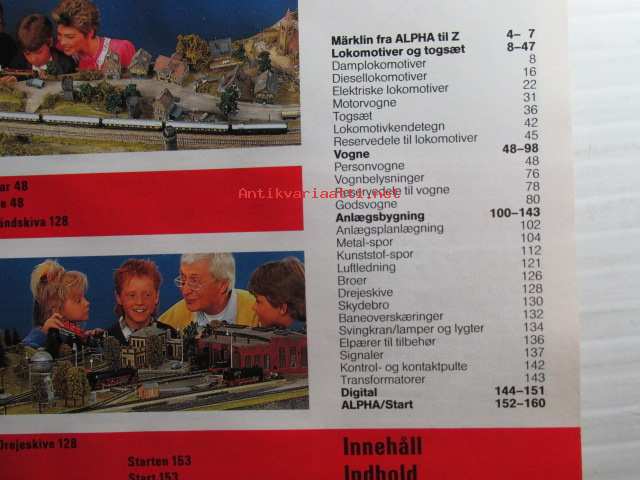 Märklin fra ALPHA til Z 4– 7
Lokomotiver og togsæt 8–47
Damplokomotiver 8
Diesellokomotiver 16
Elektriske lokomotiver 22
Motorvogne 31
Togsæt 36
Lokomotivkendetegn 42
Reservedele til lokomotiver 45
Vogne 48–98
Personvogne 48
Vognbelysninger 76
Reservedele til vogne 78
Godsvogne 80
Anlægsbygning 100–143
Anlægsplanlægning 102
Metal-spor 104
Kunststof-spor 112
Luftledning 121
Broer 126
Drejeskive 128
Skydebro 130
Baneoverskæringer 132
Svingkran/lamper og lygter 134
Elpærer til tilbehør 136
Signaler 137
Kontrol- og kontaktpulte 142
Transformatorer 143
Digital 144–151
ALPHA/Start 152–160
Antikvariaatti.net
ar 48
e 48
ändskiva 128
Drejeskive 128
Starten 153
Start 153
Innehåll
Indhold